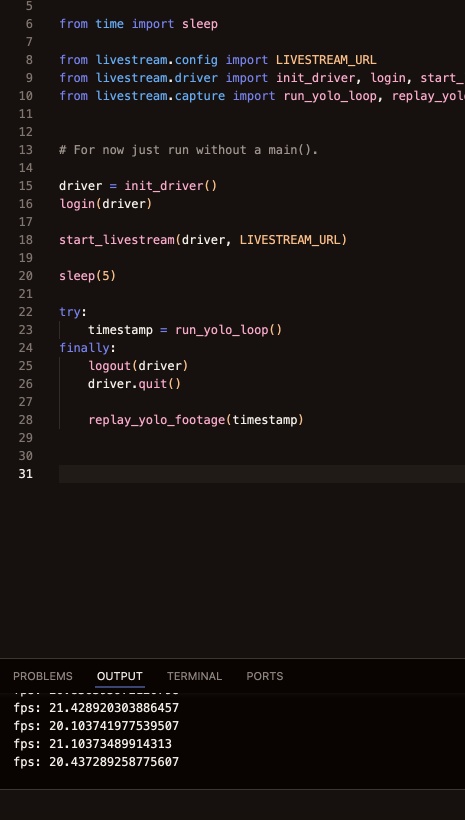 5
6 from time import sleep
7
8 from livestream.config import LIVESTREAM_URL
9 from livestream.driver import init_driver, login, start_
10 from livestream.capture import run_yolo_loop, replay_yol
11
12
13 # For now just run without a main().
14
15 driver = init_driver()
16 login(driver)
17
18 start_livestream(driver, LIVESTREAM_URL)
19
20 sleep(5)
21
22 try:
23     timestamp = run_yolo_loop()
24 finally:
25     logout(driver)
26     driver.quit()
27
28     replay_yolo_footage(timestamp)
29
30
31
PROBLEMS OUTPUT TERMINAL PORTS
fps: 21.428920303886457
fps: 20.103741977539507
fps: 21.10373489914313
fps: 20.437289258775607